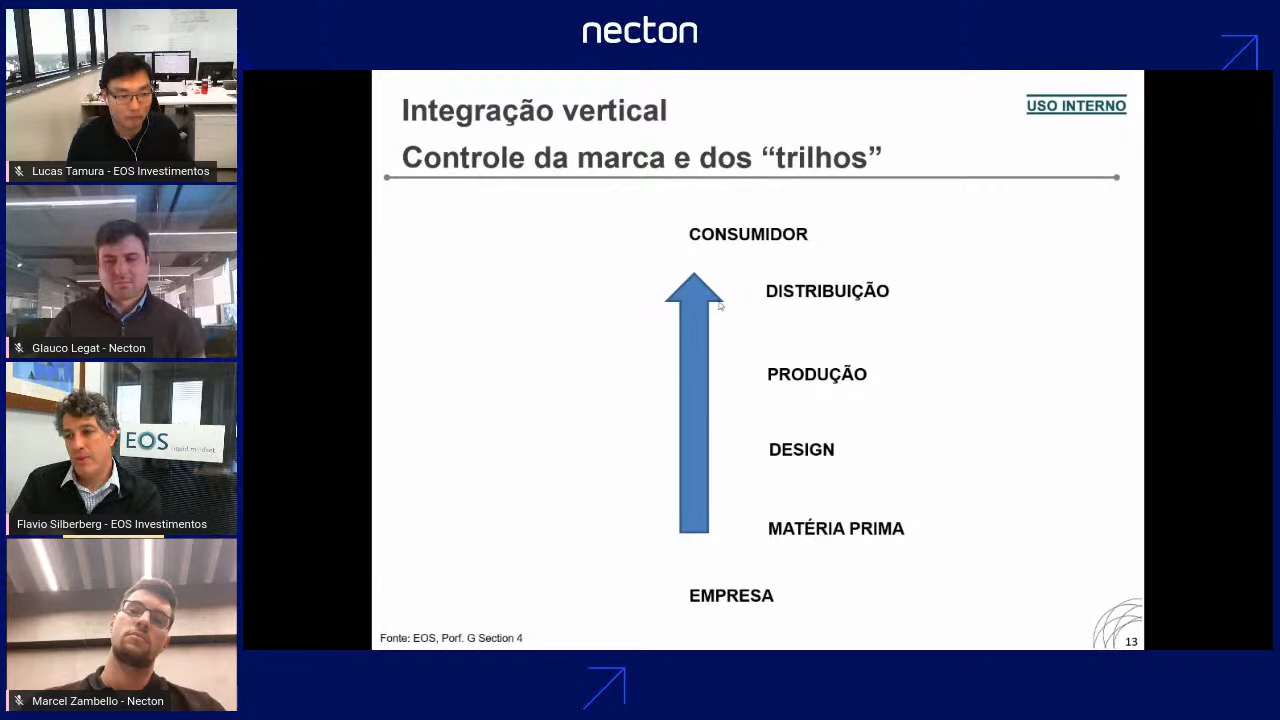 necton
Lucas Tamura - EOS Investimentos
Glauco Legat - Necton
EOS
liquid mindset
Flavio Silberberg - EOS Investimentos
Marcel Zambello - Necton
Integração vertical
USO INTERNO
Controle da marca e dos “trilhos”
CONSUMIDOR
DISTRIBUIÇÃO
PRODUÇÃO
DESIGN
MATÉRIA PRIMA
EMPRESA
Fonte: EOS, Porf. G Section 4
13